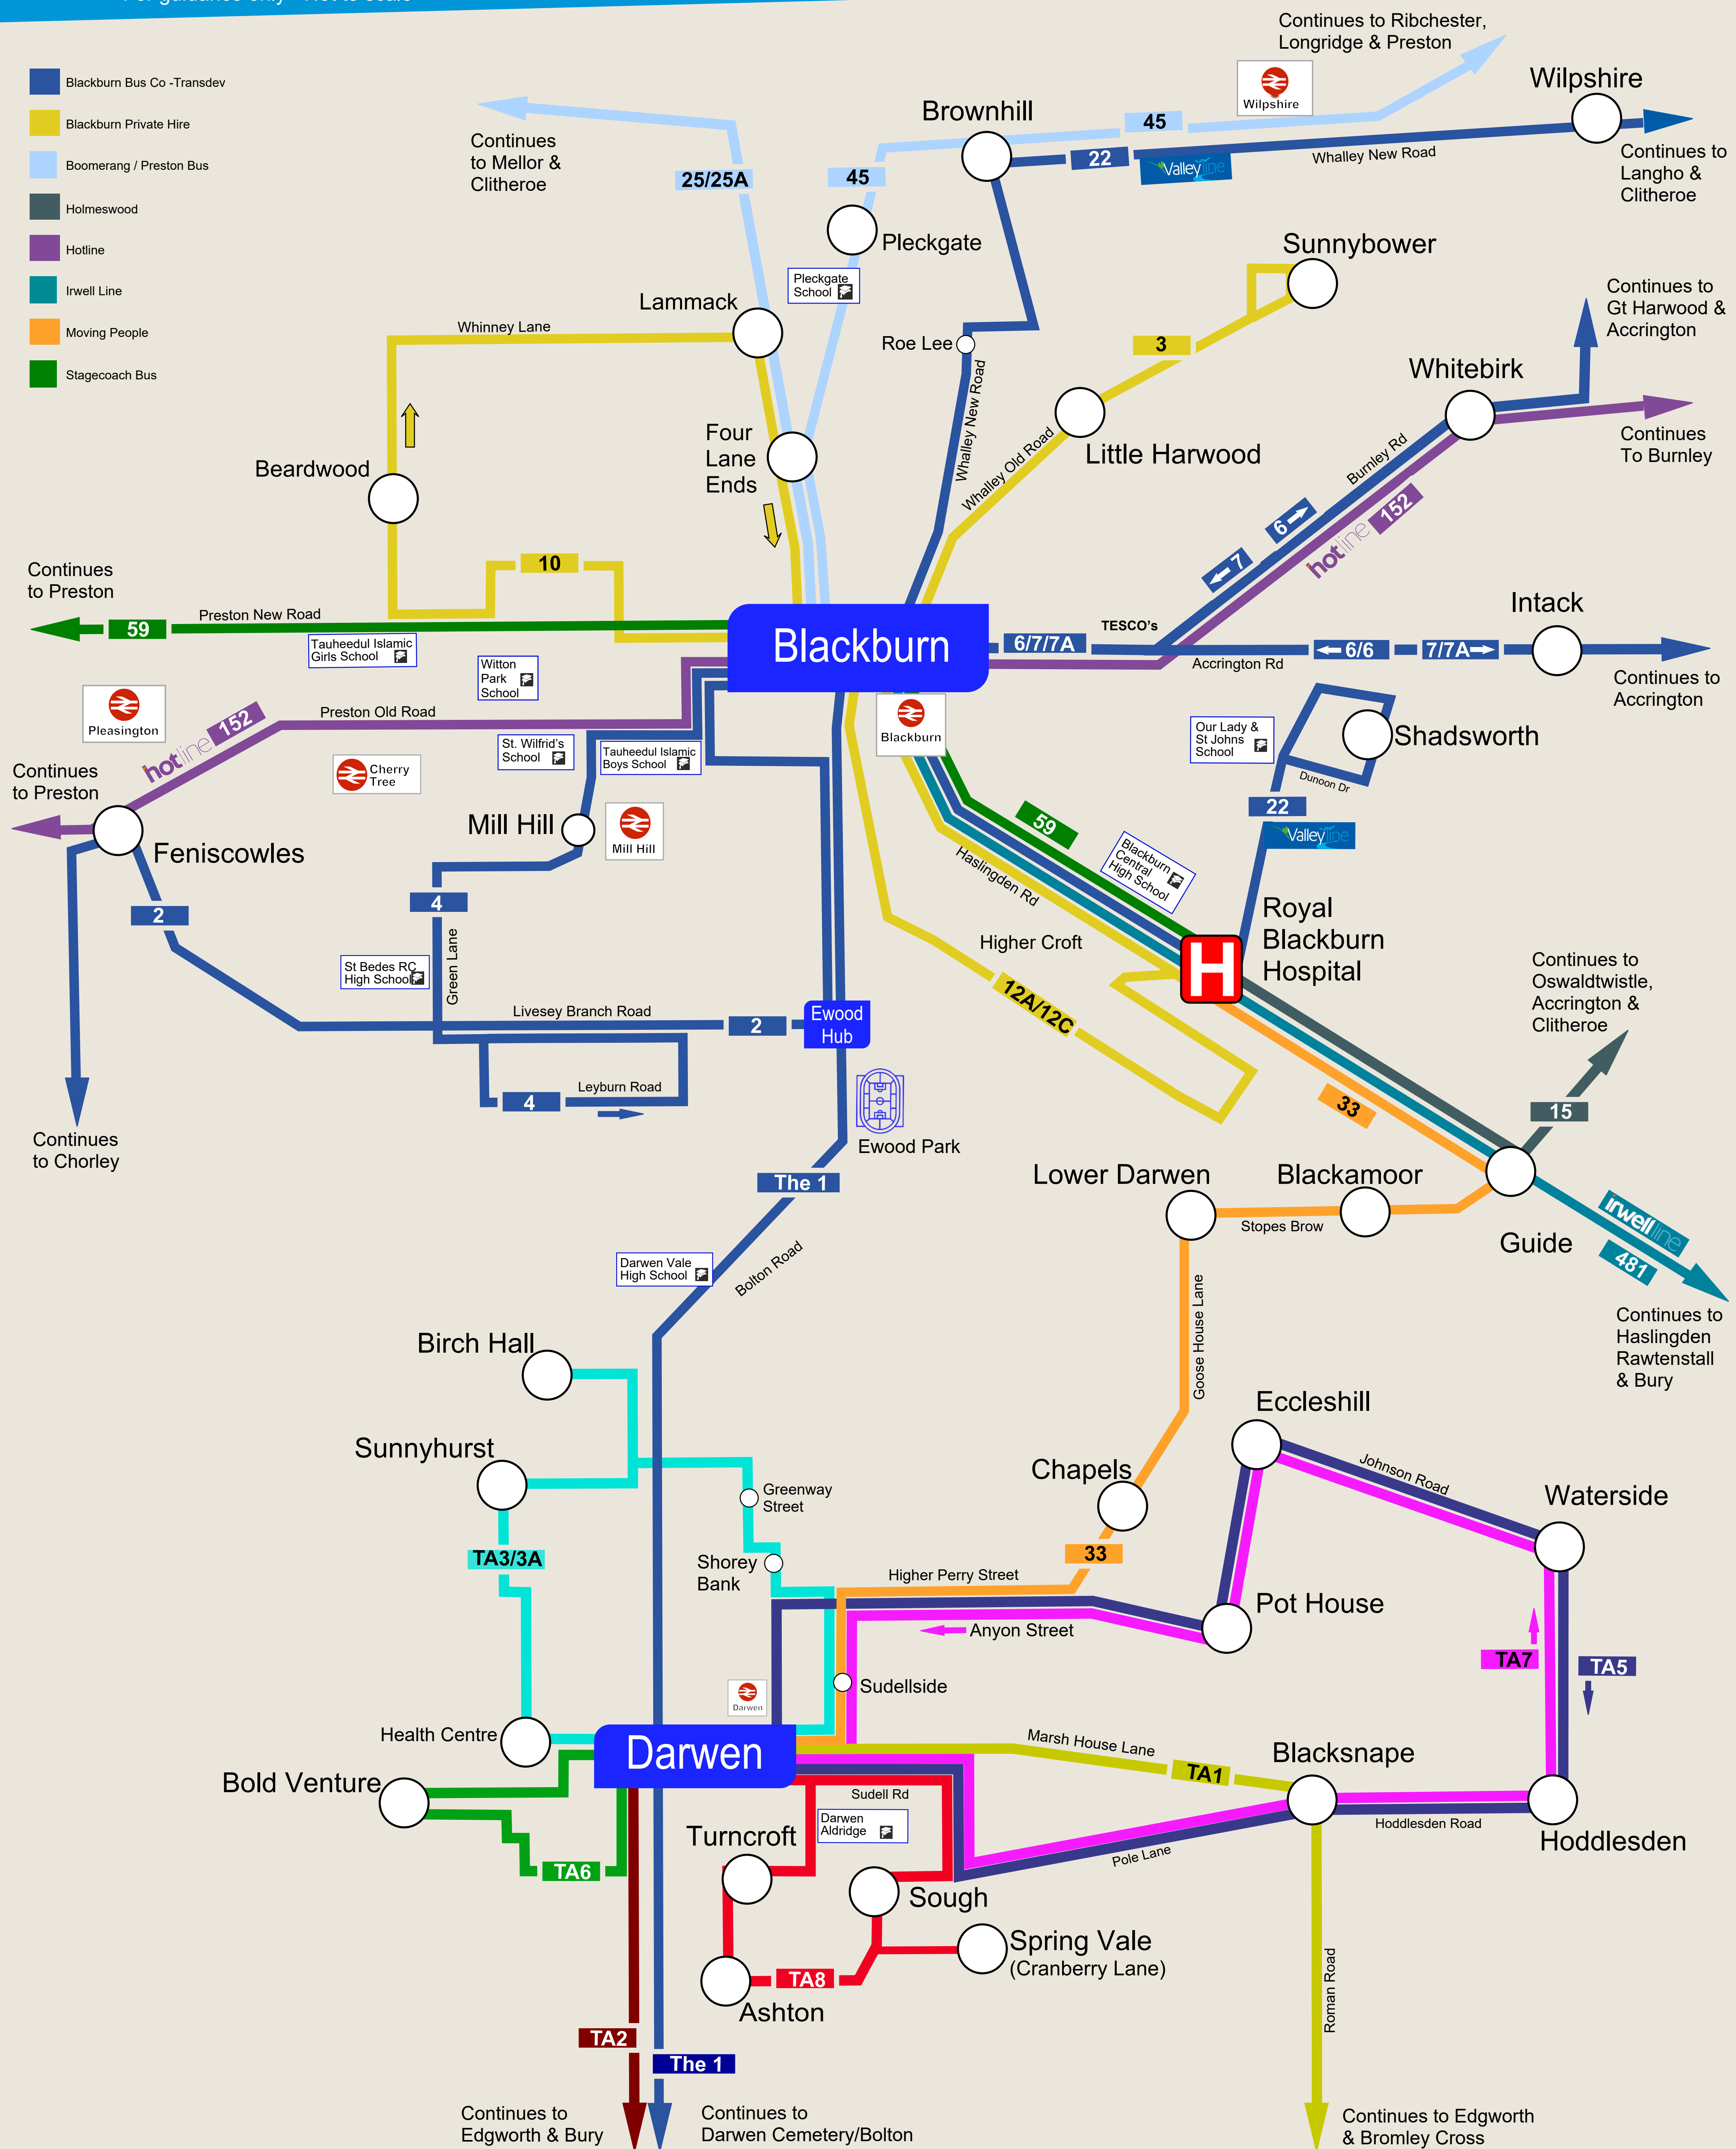 For guidance only - Not to scale
Blackburn Bus Co -Transdev
Blackburn Private Hire
Boomerang / Preston Bus
Holmeswood
Hotline
Irwell Line
Moving People
Stagecoach Bus
Continues to Ribchester,
Longridge & Preston
Wilpshire
Wilpshire
Brownhill
45
22
Valleyline
Whalley New Road
Continues to
Langho &
Clitheroe
Continues
to Mellor &
Clitheroe
25/25A
45
Pleckgate
Pleckgate
School
Sunnybower
Lammack
Whinney Lane
Roe Lee
3
Whalley New Road
Whalley Old Road
Little Harwood
Continues to
Gt Harwood &
Accrington
Whitebirk
Continues
To Burnley
Burnley Rd
6
7
hotline 152
Four
Lane
Ends
Beardwood
10
Continues
to Preston
59
Preston New Road
Tauheedul Islamic
Girls School
Witton
Park
School
Blackburn
6/7/7A
TESCO's
Accrington Rd
6/6
7/7A
Intack
Continues to
Accrington
Pleasington
hotline 152
Preston Old Road
Cherry
Tree
St. Wilfrid's
School
Tauheedul Islamic
Boys School
Blackburn
Our Lady &
St Johns
School
Shadsworth
Dunoon Dr
22
Valleyline
Continues
to Preston
Feniscowles
Mill Hill
Mill Hill
59
Blackburn
Central
High School
Haslingden Rd
Higher Croft
12A/12C
H
Royal
Blackburn
Hospital
2
4
St Bedes RC
High School
Green Lane
Livesey Branch Road
2
Ewood
Hub
4
Leyburn Road
Ewood Park
Continues
to Chorley
The 1
Continues to
Oswaldtwistle,
Accrington &
Clitheroe
15
33
Lower Darwen
Blackamoor
Stopes Brow
Guide
irwell line
481
Continues to
Haslingden
Rawtenstall
& Bury
Darwen Vale
High School
Bolton Road
Goose House Lane
Birch Hall
Sunnyhurst
Greenway
Street
TA3/3A
Shorey
Bank
Chapels
33
Higher Perry Street
Anyon Street
Eccleshill
Johnson Road
Waterside
Pot House
TA7
TA5
Sudellside
Darwen
Health Centre
Darwen
Bold Venture
TA6
Marsh House Lane
TA1
Blacksnape
Hoddlesden Road
Hoddlesden
Pole Lane
Sudell Rd
Darwen
Aldridge
Turncroft
Sough
Spring Vale
(Cranberry Lane)
TA8
Ashton
Roman Road
TA2
The 1
Continues to
Edgworth & Bury
Continues to
Darwen Cemetery/Bolton
Continues to Edgworth
& Bromley Cross